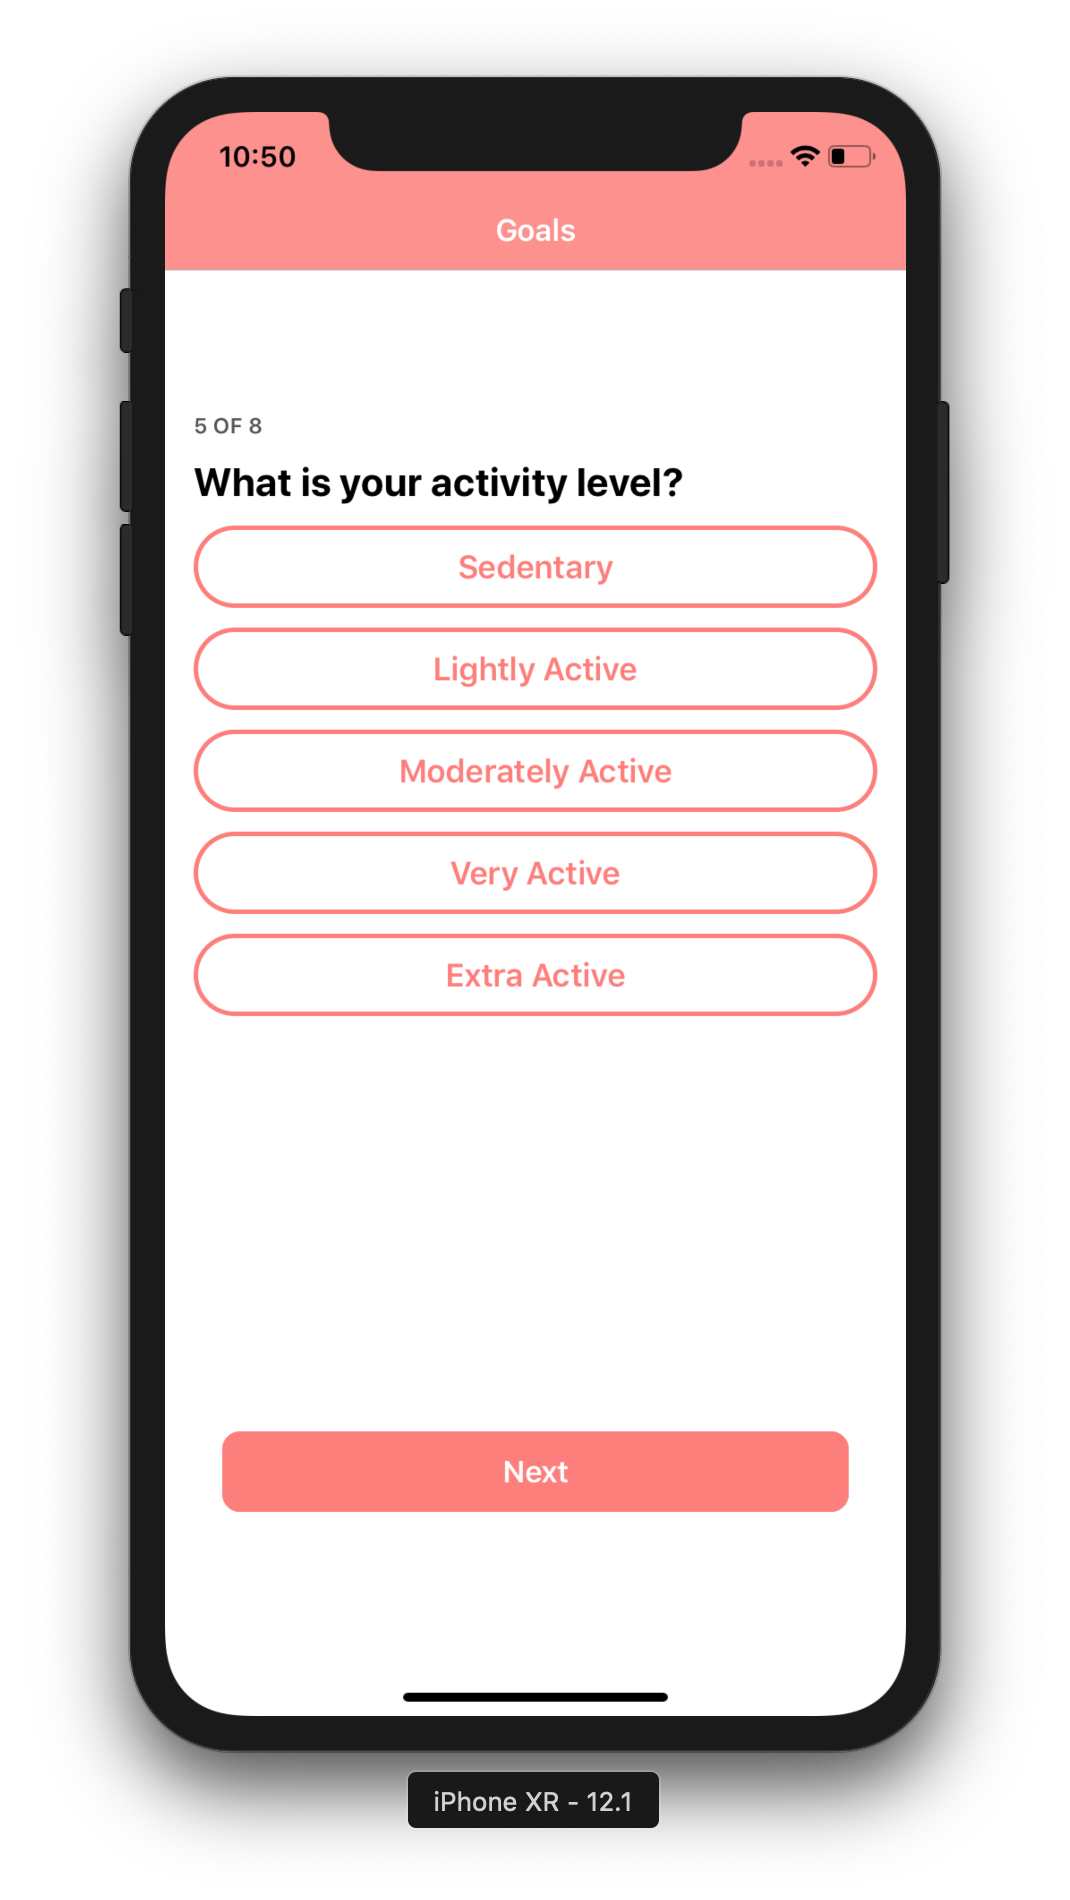 10:50
Goals
5 OF 8
What is your activity level?
Sedentary
Lightly Active
Moderately Active
Very Active
Extra Active
Next
iPhone XR - 12.1